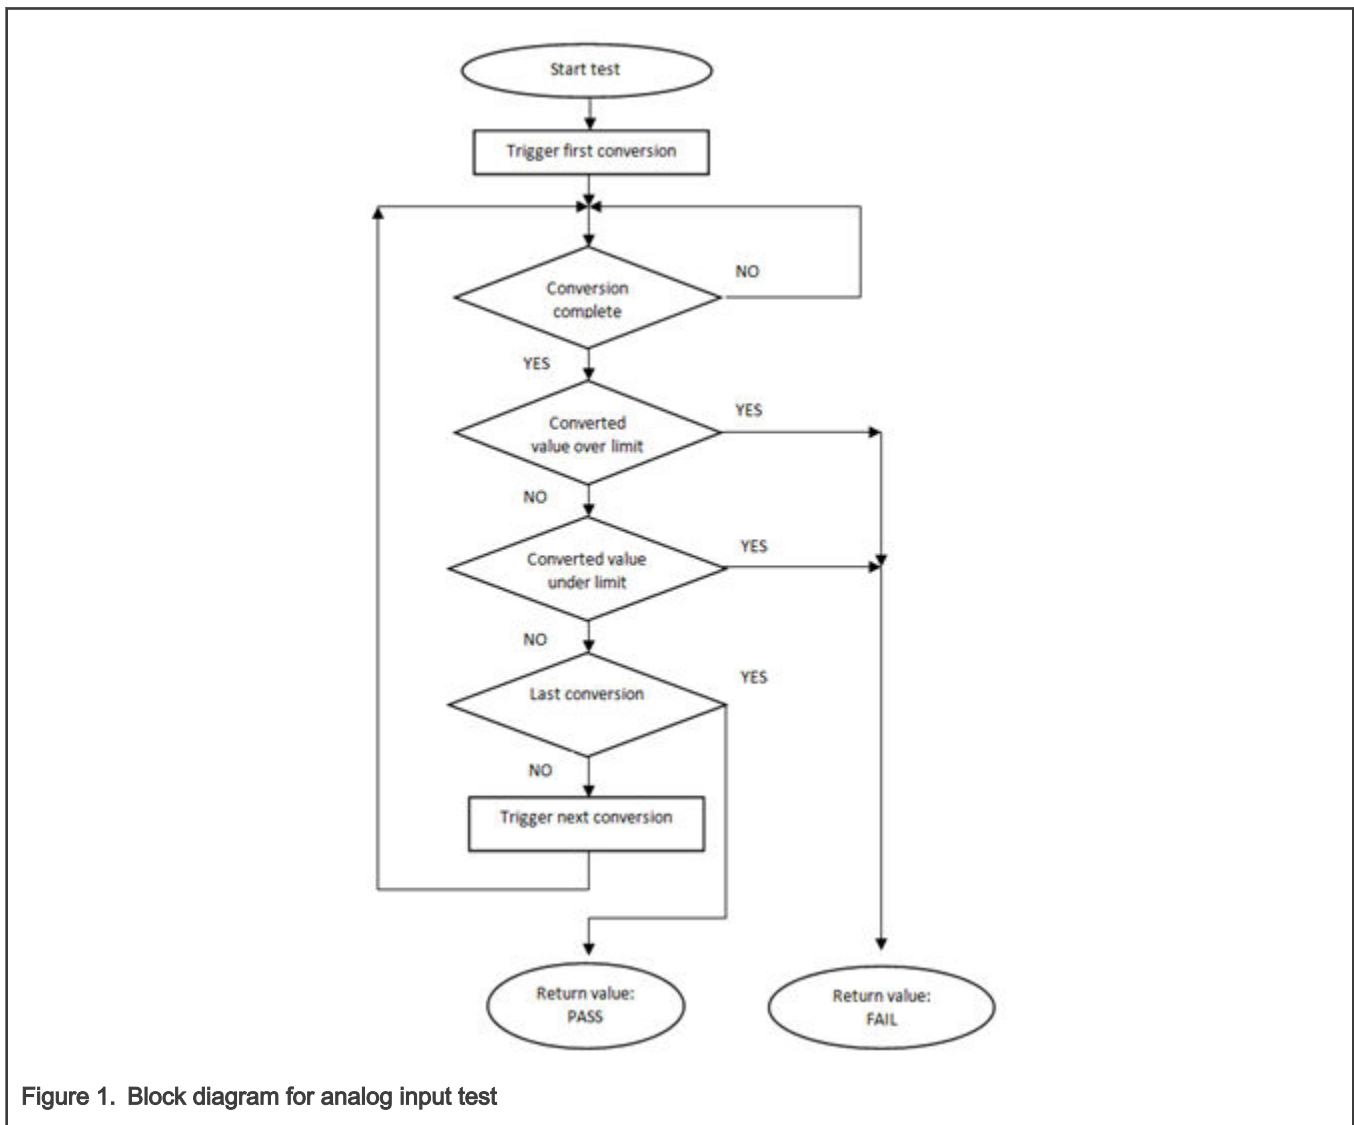 Start test
Trigger first conversion
NO
Conversion
complete
YES
YES
Converted
value over limit
NO
YES
Converted value
under limit
NO
YES
Last conversion
NO
Trigger next conversion
Return value:
PASS
Return value:
FAIL
Figure 1. Block diagram for analog input test